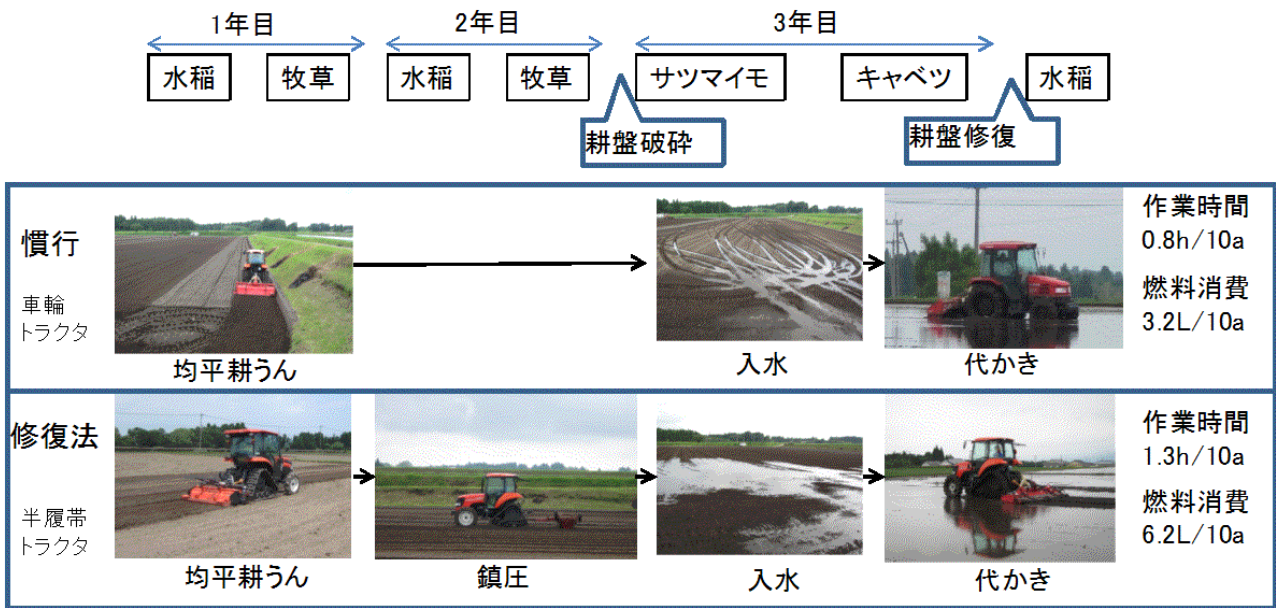 1年目 2年目 3年目
水稲 牧草 水稲 牧草 サツマイモ キャベツ 水稲
耕盤破砕 耕盤修復
慣行
車輪
トラクタ
均平耕うん 入水 代かき
作業時間
0.8h/10a
燃料消費
3.2L/10a
修復法
半履帯
トラクタ
均平耕うん 鎮圧 入水 代かき
作業時間
1.3h/10a
燃料消費
6.2L/10a